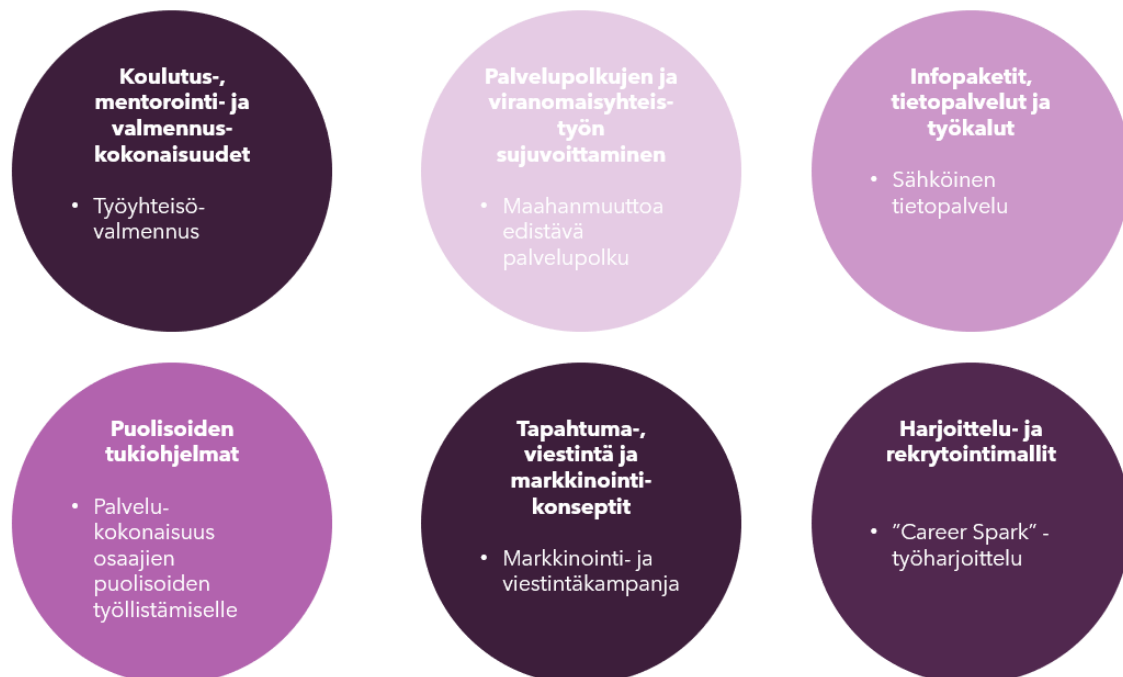 Koulutus-,
mentorointi- ja
valmennus-
kokonaisuudet
• Työyhteisö-
valmennus
Palvelupolkujen ja
viranomaisyhteis-
työn
sujuvoittaminen
• Maahanmuuttoa
edistävä
palvelupolku
Infopaketit,
tietopalvelut ja
työkalut
• Sähköinen
tietopalvelu
Puolisoiden
tukiohjelmat
• Palvelu-
kokonaisuus
osaajien
puolisoiden
työllistämiselle
Tapahtuma-,
viestintä ja
markkinointi-
konseptit
• Markkinointi- ja
viestintäkampanja
Harjoittelu- ja
rekrytointimallit
• ”Career Spark” -
työharjoittelu